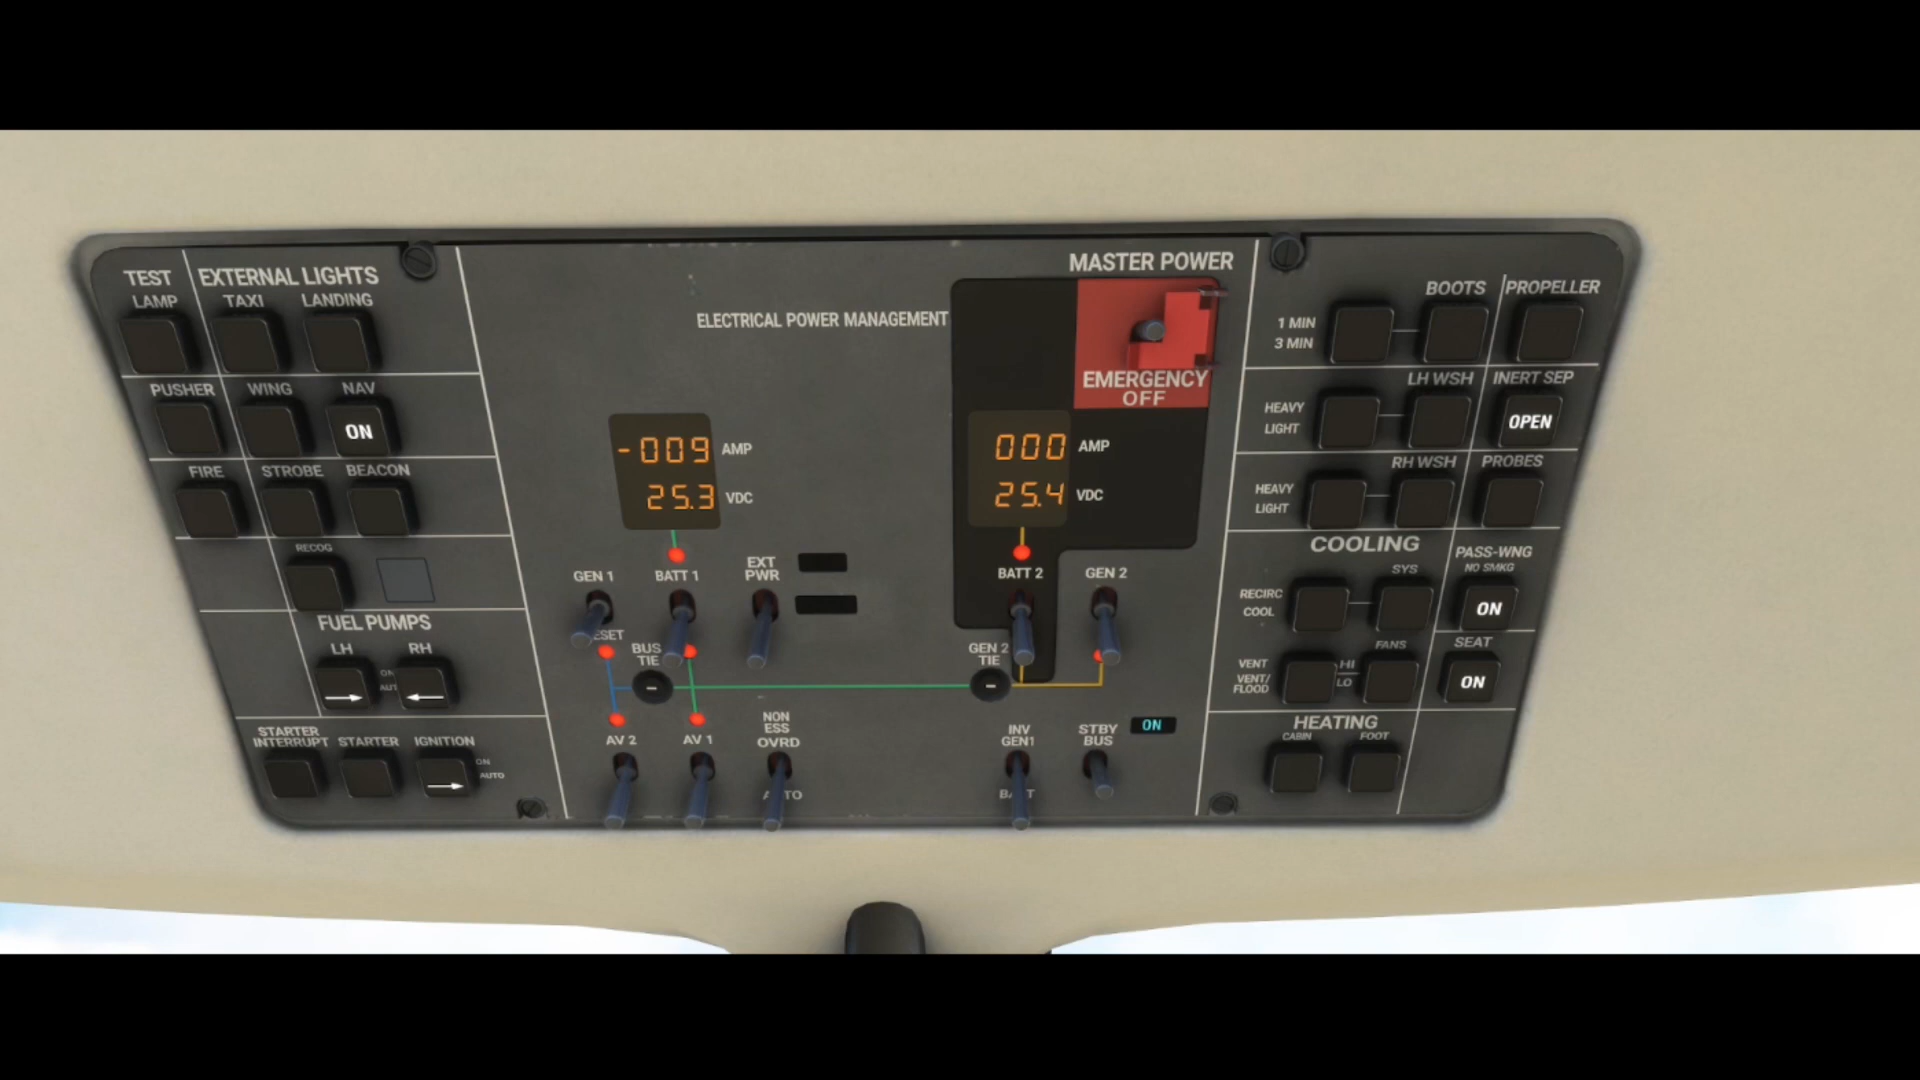 TEST EXTERNAL LIGHTS
LAMP TAXI LANDING
PUSHER WING NAV
ON
FIRE STROBE BEACON
RECOG
FUEL PUMPS
LH RH
STARTER
INTERRUPT STARTER IGNITION
ON
AUTO
MASTER POWER
ELECTRICAL POWER MANAGEMENT
EMERGENCY
OFF
-009 AMP
25.3 VDC
000 AMP
25.4 VDC
GEN 1 BATT 1 EXT
PWR
BATT 2 GEN 2
BUS
TIE
GEN 2
TIE
AV 2 AV 1 NON
ESS
OVRD
INV
GEN1
STBY
BUS
ON
BOOTS PROPELLER
1 MIN
3 MIN
LH WSH INERT SEP
HEAVY
LIGHT
OPEN
RH WSH PROBES
HEAVY
LIGHT
COOLING
SYS
PASS-WNG
NO SMKG
RECIRC
COOL
ON
FANS
SEAT
VENT
VENT/
FLOOD
HI
LO
ON
HEATING
CABIN FOOT